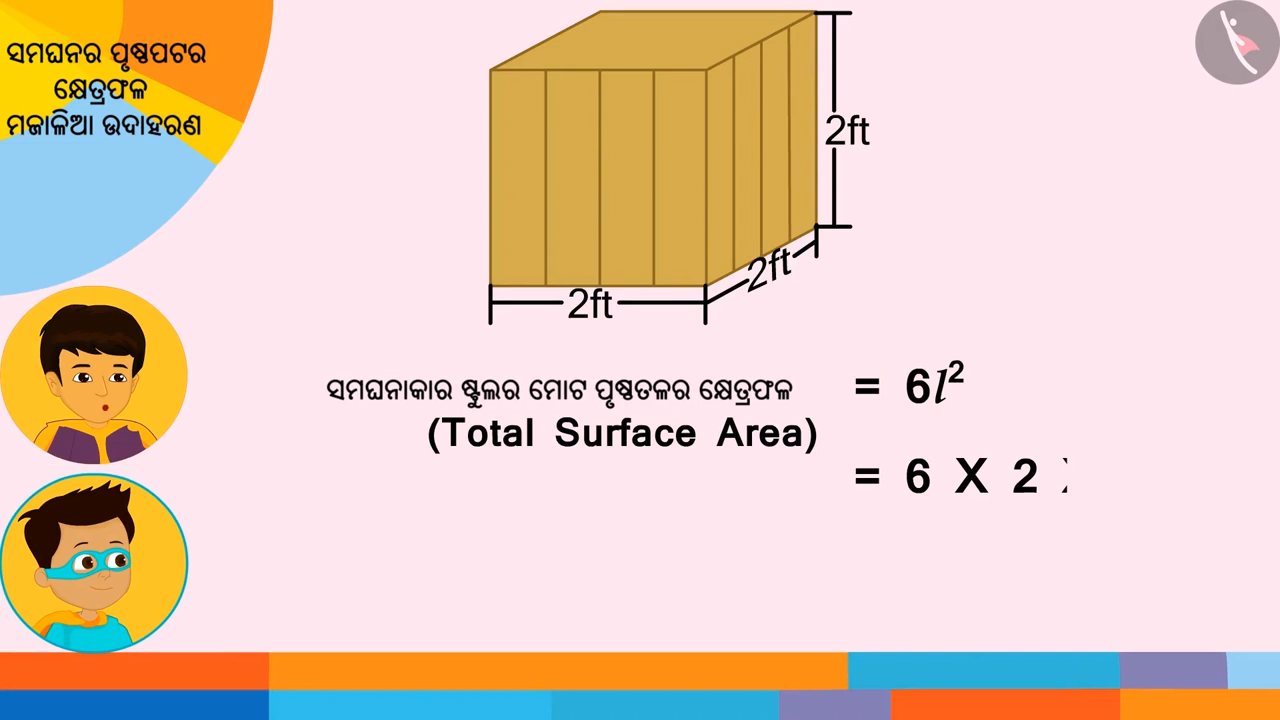 ସମଘନର ପୃଷ୍ଠପଟର
କ୍ଷେତ୍ରଫଳ
ମଜାଳିଆ ଉଦାହରଣ
2ft
2ft
2ft
ସମଘନାକାର ଷ୍ଟୁଲର ମୋଟ ପୃଷ୍ଠତଳର କ୍ଷେତ୍ରଫଳ = 6l²
(Total Surface Area)
= 6 X 2